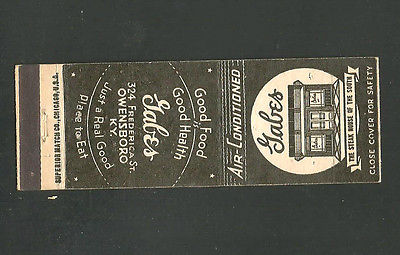 Gabe's
THE STEAK HOUSE OF THE SOUTH
CLOSE COVER FOR SAFETY
AIR-CONDITIONED
Good Food
Good Health
Gabe's
324 FREDERICA ST.
OWENSBORO
KY.
Just a Real Good
Place to Eat
SUPERIOR MATCH CO., CHICAGO, U.S.A.